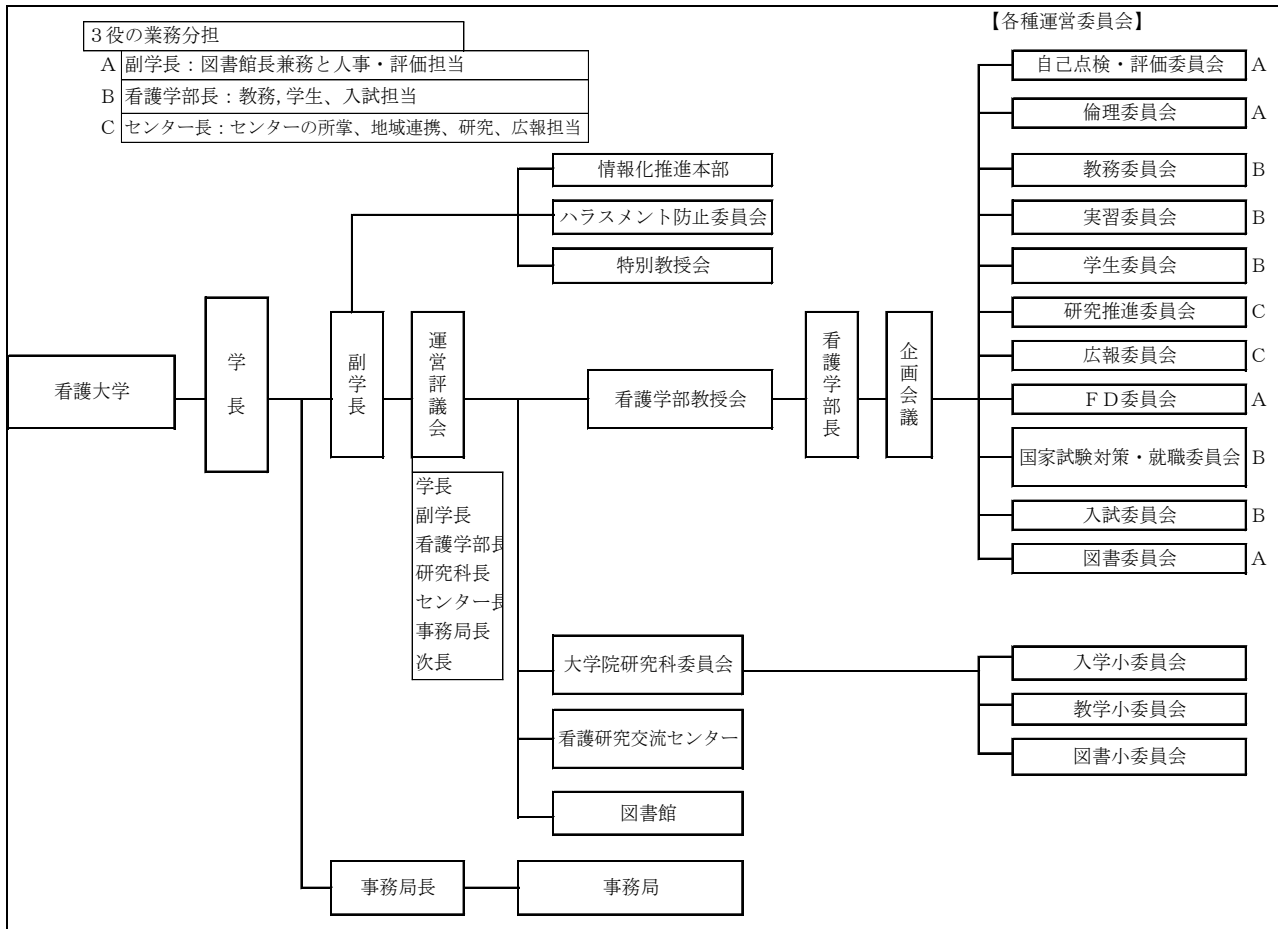 ３役の業務分担
A 副学長：図書館長兼務と人事・評価担当
B 看護学部長：教務,学生、入試担当
C センター長：センターの所掌、地域連携、研究、広報担当
【各種運営委員会】
自己点検・評価委員会 A
倫理委員会 A
教務委員会 B
実習委員会 B
学生委員会 B
研究推進委員会 C
広報委員会 C
ＦＤ委員会 A
国家試験対策・就職委員会 B
入試委員会 B
図書委員会 A
情報化推進本部
ハラスメント防止委員会
特別教授会
看護大学
学長
副学長
運営評議会
学長
副学長
看護学部長
研究科長
センター長
事務局長
次長
看護学部教授会
看護学部長
企画会議
大学院研究科委員会
看護研究交流センター
図書館
入学小委員会
教学小委員会
図書小委員会
事務局長
事務局